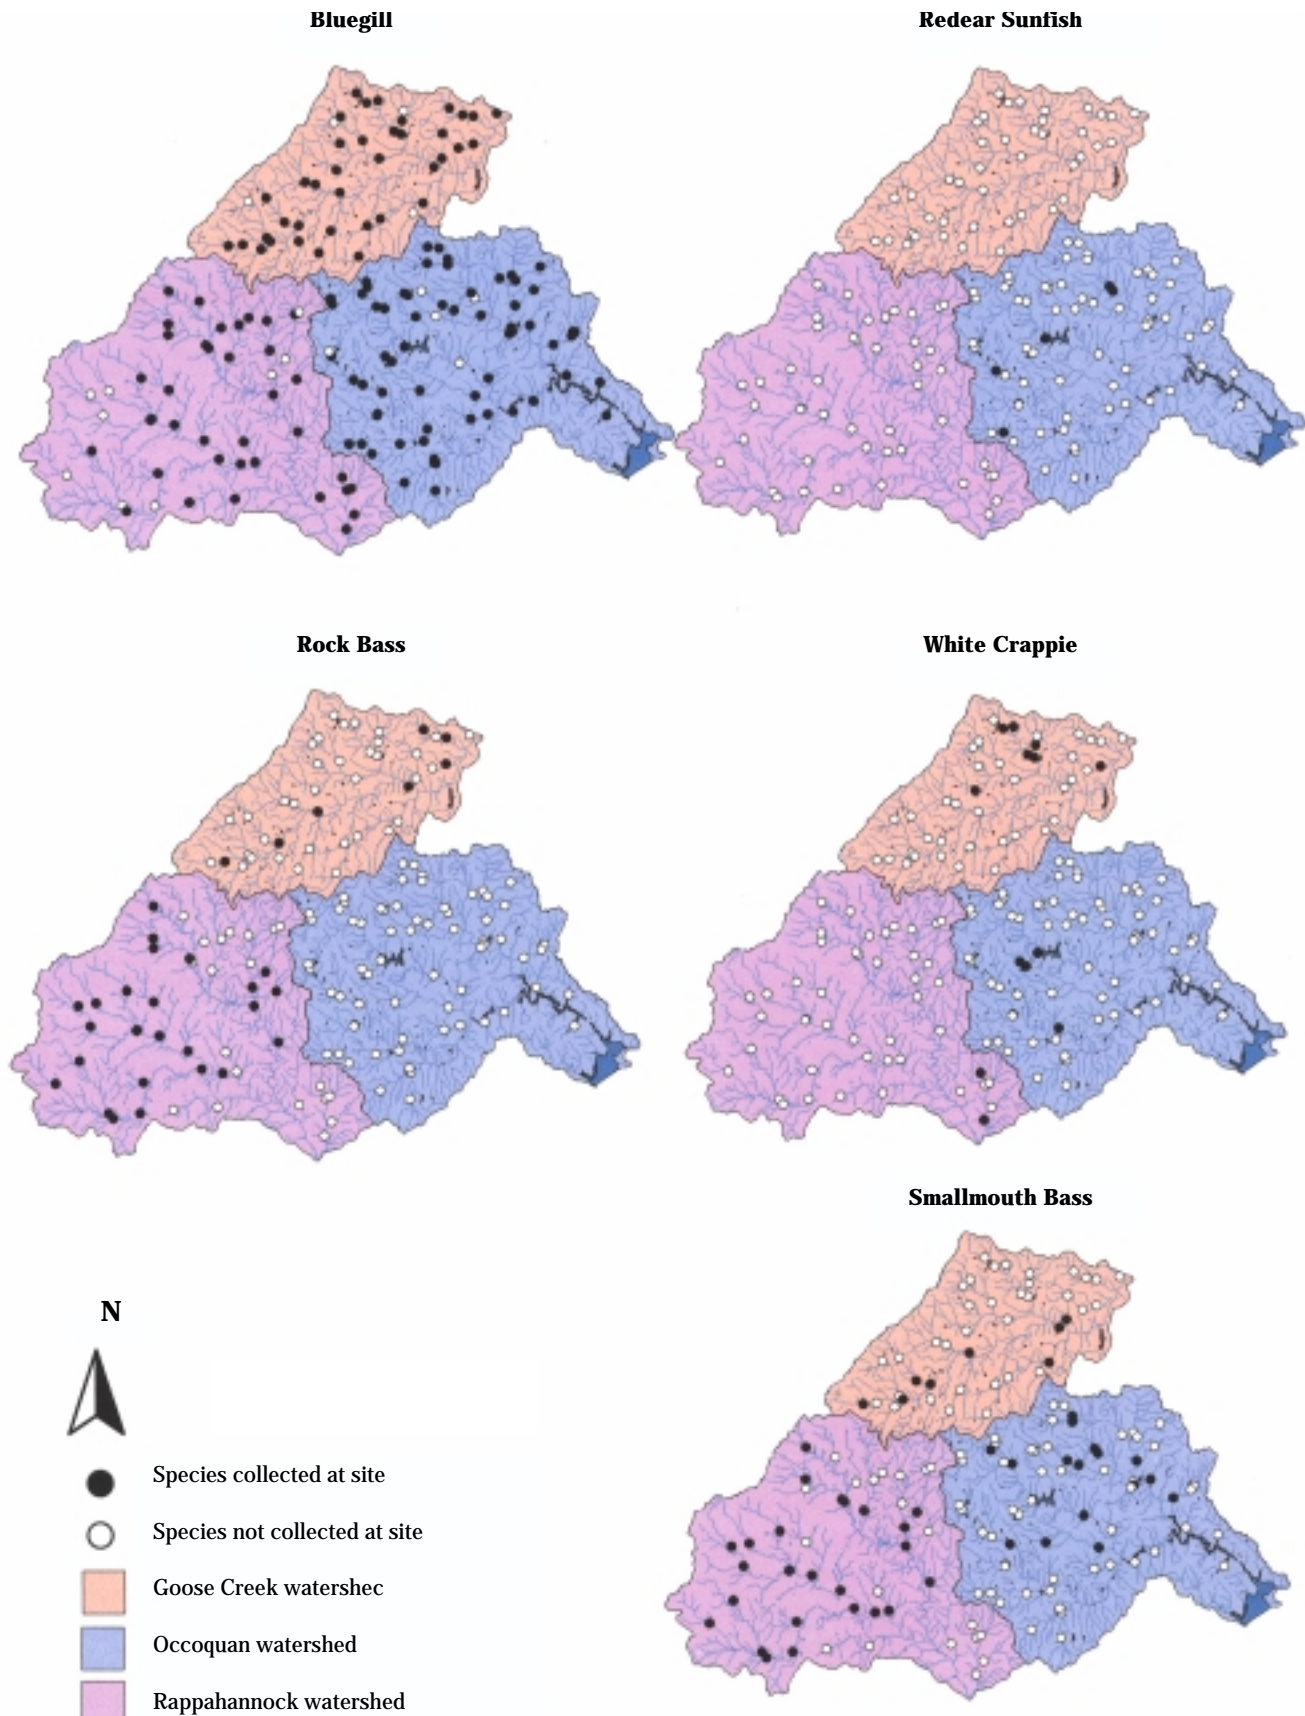 Bluegill
Redear Sunfish
Rock Bass
White Crappie
Smallmouth Bass
N
Species collected at site
Species not collected at site
Goose Creek watershec
Occoquan watershed
Rappahannock watershed